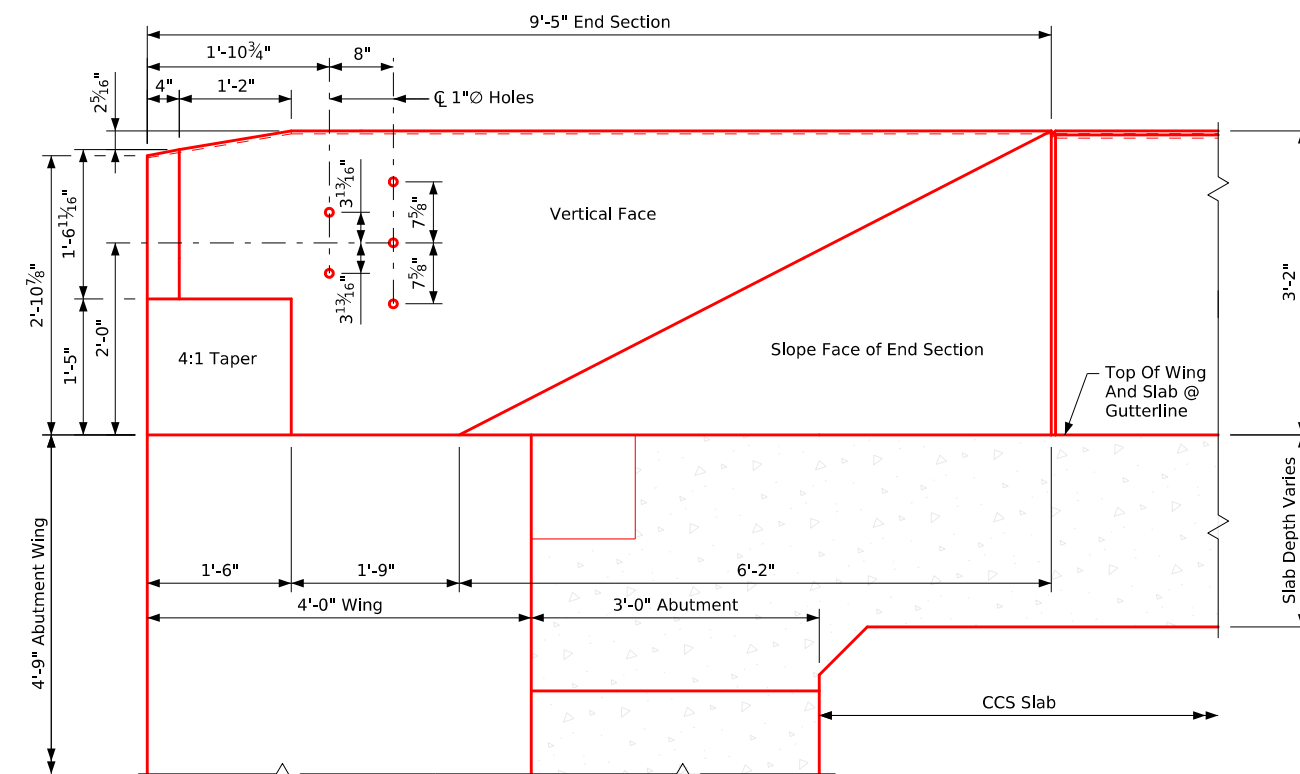 9'-5" End Section
1'-10¾"
8"
4"
1'-2"
℄ 1"Ø Holes
2 5⁄16"
3 13⁄16"
7⅝"
Vertical Face
1'-6 11⁄16"
2'-10⅞"
3'-2"
3 13⁄16"
7⅝"
2'-0"
1'-5"
4:1 Taper
Slope Face of End Section
Top Of Wing
And Slab @
Gutterline
4'-9" Abutment Wing
Slab Depth Varies
1'-6"
1'-9"
6'-2"
4'-0" Wing
3'-0" Abutment
CCS Slab